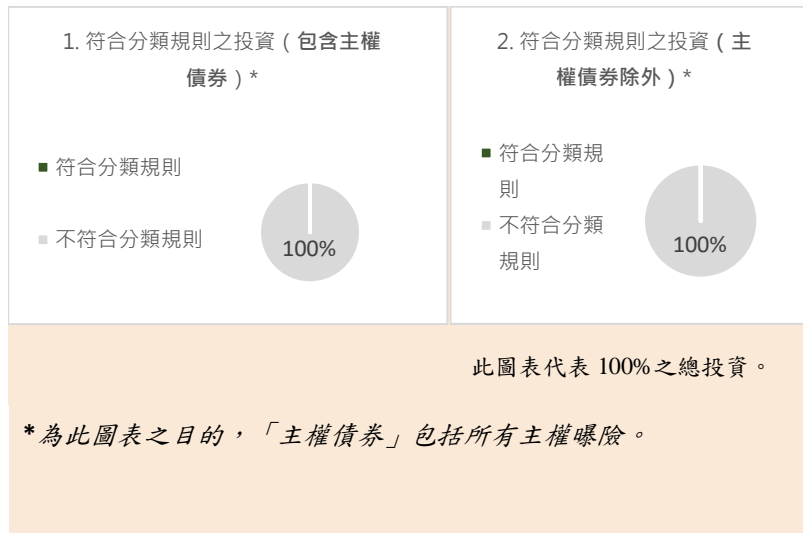 1. 符合分類規則之投資（包含主權
債券）*
■ 符合分類規則
■ 不符合分類規則
100%
2. 符合分類規則之投資（主
權債券除外）*
■ 符合分類規
則
■ 不符合分類
規則
100%
此圖表代表 100%之總投資。
*為此圖表之目的，「主權債券」包括所有主權曝險。